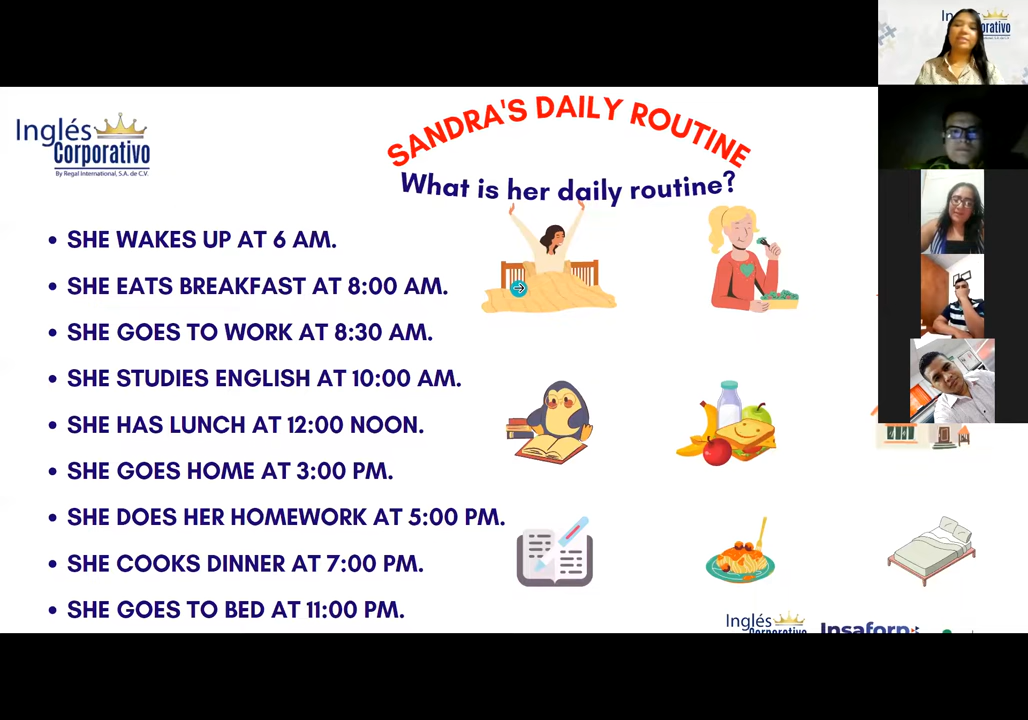 Inglés
Corporativo
By Regal International, S.A. de C.V.
SANDRA'S DAILY ROUTINE
What is her daily routine?
• SHE WAKES UP AT 6 AM.
• SHE EATS BREAKFAST AT 8:00 AM.
• SHE GOES TO WORK AT 8:30 AM.
• SHE STUDIES ENGLISH AT 10:00 AM.
• SHE HAS LUNCH AT 12:00 NOON.
• SHE GOES HOME AT 3:00 PM.
• SHE DOES HER HOMEWORK AT 5:00 PM.
• SHE COOKS DINNER AT 7:00 PM.
• SHE GOES TO BED AT 11:00 PM.
Inglés
Corporativo
Insaforp